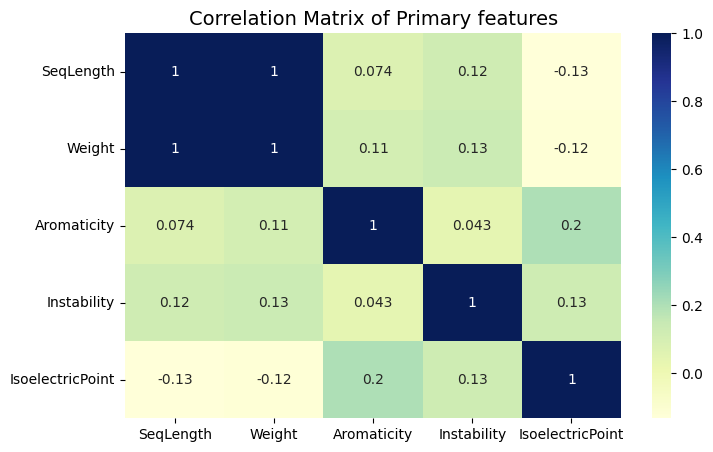 Correlation Matrix of Primary features
SeqLength 1 1 0.074 0.12 -0.13
Weight 1 1 0.11 0.13 -0.12
Aromaticity 0.074 0.11 1 0.043 0.2
Instability 0.12 0.13 0.043 1 0.13
IsoelectricPoint -0.13 -0.12 0.2 0.13 1
SeqLength Weight Aromaticity Instability IsoelectricPoint
1.0
0.8
0.6
0.4
0.2
0.0